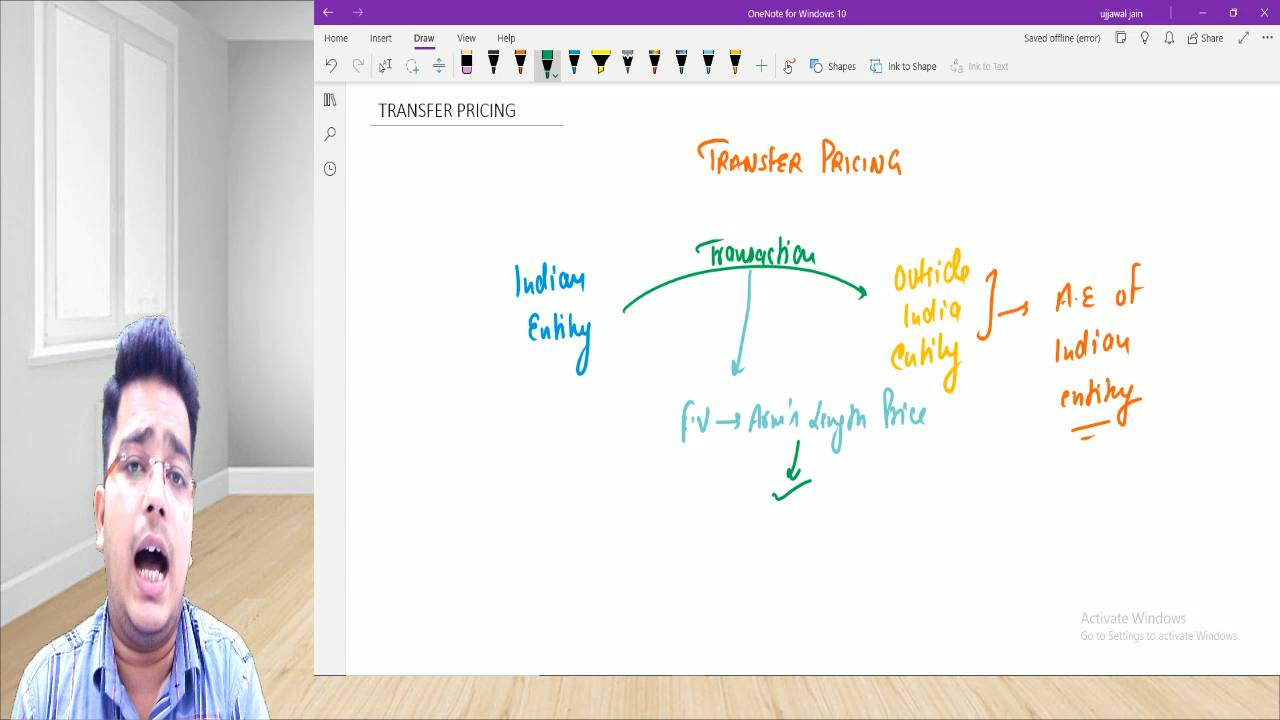 OneNote for Windows 10
ujjawal jain
Home Insert Draw View Help
Saved offline (error)
Share
Shapes
Ink to Shape
Ink to Text
TRANSFER PRICING
TRANSFER PRICING
Transaction
Indian
Entity
Outside
India
Entity
A.E of
Indian
entity
F.V → Arm's Length Price
Activate Windows
Go to Settings to activate Windows.